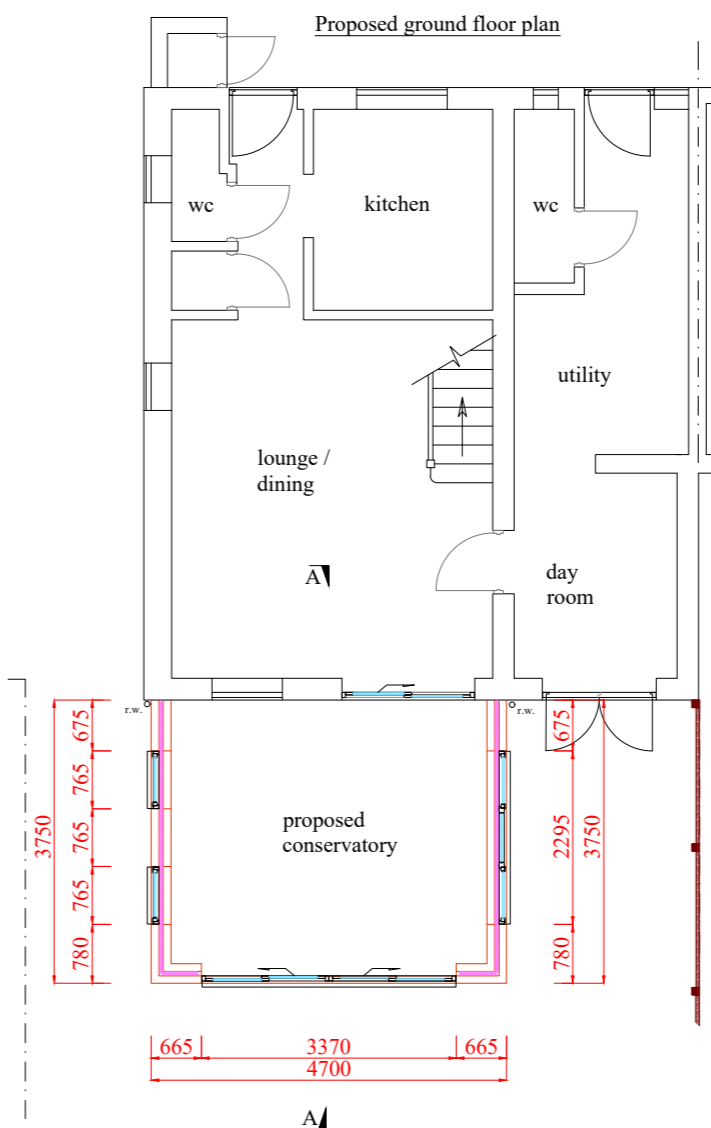 Proposed ground floor plan
wc
kitchen
wc
utility
lounge /
dining
A
day
room
r.w.
r.w.
675
765
765
765
780
3750
proposed
conservatory
675
2295
780
3750
665
3370
665
4700
A